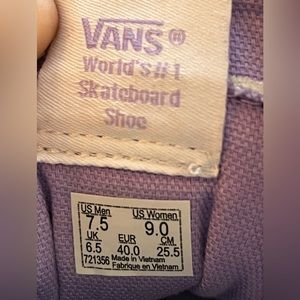 VANS®
World's #1
Skateboard
Shoe
US Men US Women
7.5 9.0
UK EUR CM
6.5 40.0 25.5
721356 Made in Vietnam
Fabriqué en Vietnam